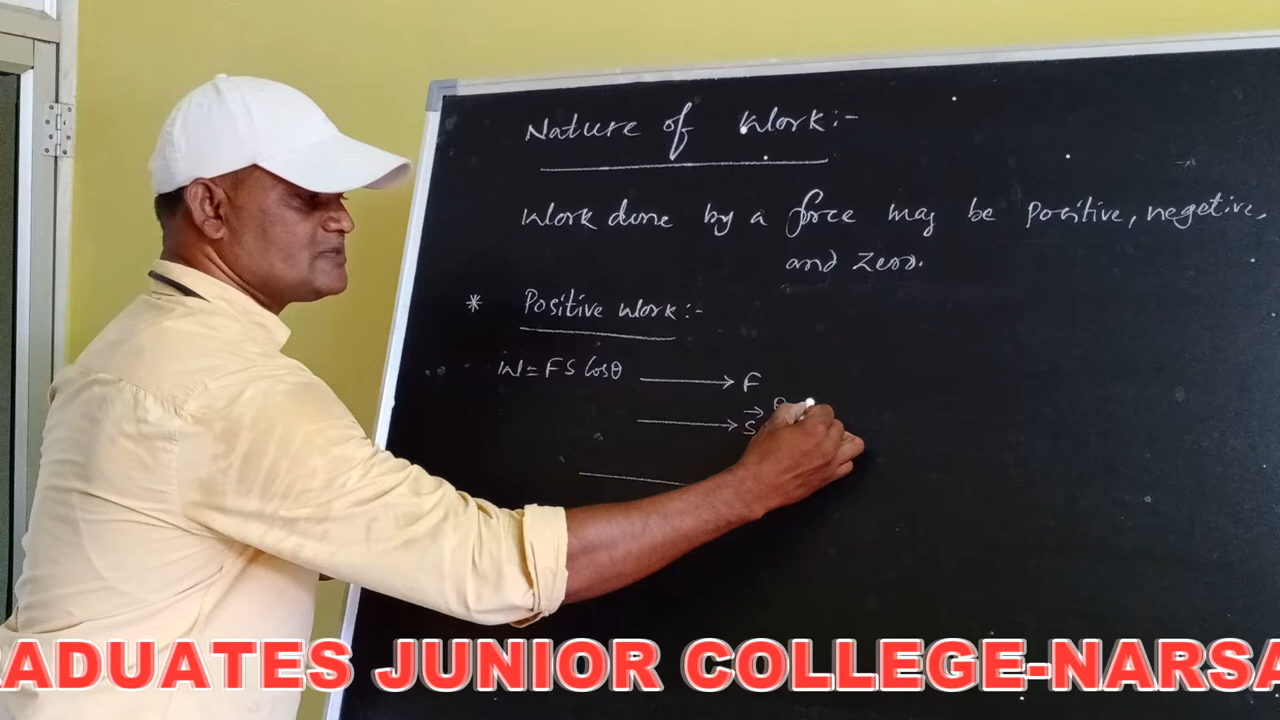 Nature of Work:-
Work done by a force may be positive, negetive,
and Zero.
* Positive Work:-
W = F S Cosθ
F
S
RADUATES JUNIOR COLLEGE-NARSA